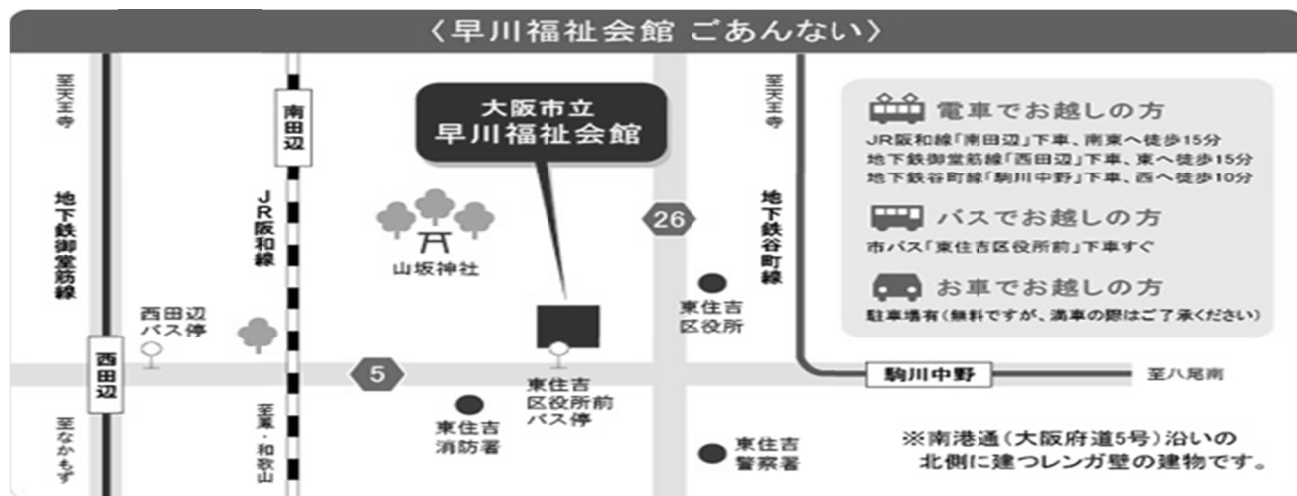 〈早川福祉会館 ごあんない〉
至天王寺
地下鉄御堂筋線
西田辺
至なかもず
西田辺
バス停
南田辺
JR阪和線
至鳳・和歌山
大阪市立
早川福祉会館
山坂神社
5
26
東住吉
消防署
東住吉
区役所前
バス停
東住吉
区役所
東住吉
警察署
至天王寺
地下鉄谷町線
駒川中野
至八尾南
電車でお越しの方
JR阪和線「南田辺」下車、南東へ徒歩15分
地下鉄御堂筋線「西田辺」下車、東へ徒歩15分
地下鉄谷町線「駒川中野」下車、西へ徒歩10分
バスでお越しの方
市バス「東住吉区役所前」下車すぐ
お車でお越しの方
駐車場有(無料ですが、満車の際はご了承ください)
※南港通(大阪府道5号)沿いの
北側に建つレンガ壁の建物です。